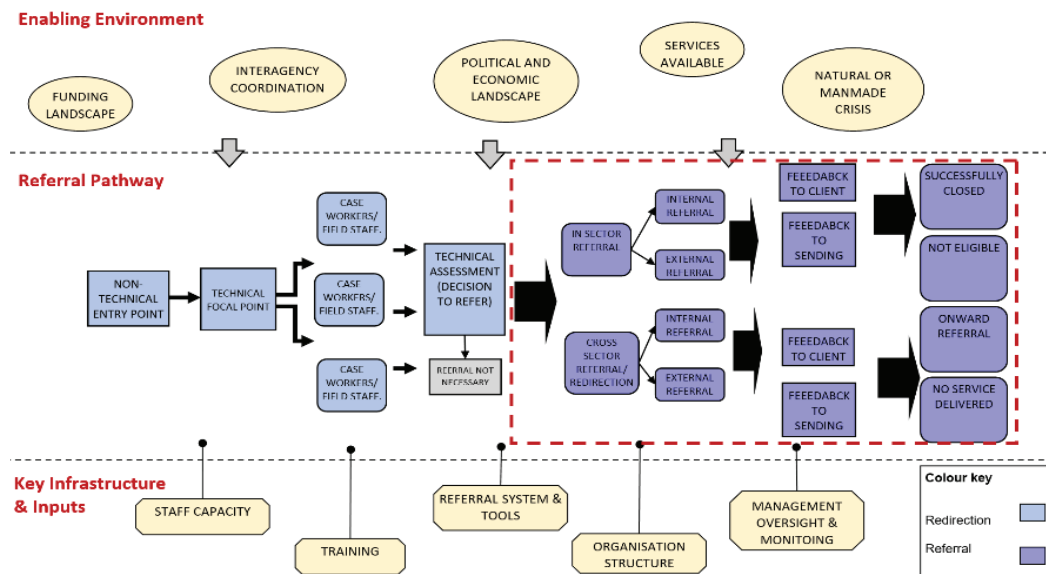 Enabling Environment
FUNDING
LANDSCAPE
INTERAGENCY
COORDINATION
POLITICAL AND
ECONOMIC
LANDSCAPE
SERVICES
AVAILABLE
NATURAL OR
MANMADE
CRISIS
Referral Pathway
NON-
TECHNICAL
ENTRY POINT
TECHNICAL
FOCAL POINT
CASE
WORKERS/
FIELD STAFF.
CASE
WORKERS/
FIELD STAFF.
CASE
WORKERS/
FIELD STAFF.
TECHNICAL
ASSESSMENT
(DECISION
TO REFER)
REERRAL NOT
NECESSARY
IN SECTOR
REFERRAL
INTERNAL
REFERRAL
EXTERNAL
REFERRAL
CROSS
SECTOR
REFERRAL/
REDIRECTION
INTERNAL
REFERRAL
EXTERNAL
REFERRAL
FEEEDABCK
TO CLIENT
FEEEDABCK
TO
SENDING
FEEEDABCK
TO CLIENT
FEEEDABCK
TO
SENDING
SUCCESSFULLY
CLOSED
NOT ELIGIBLE
ONWARD
REFERRAL
NO SERVICE
DELIVERED
Key Infrastructure
& Inputs
STAFF CAPACITY
TRAINING
REFERRAL SYSTEM &
TOOLS
ORGANISATION
STRUCTURE
MANAGEMENT
OVERSIGHT &
MONITOING
Colour key
Redirection
Referral